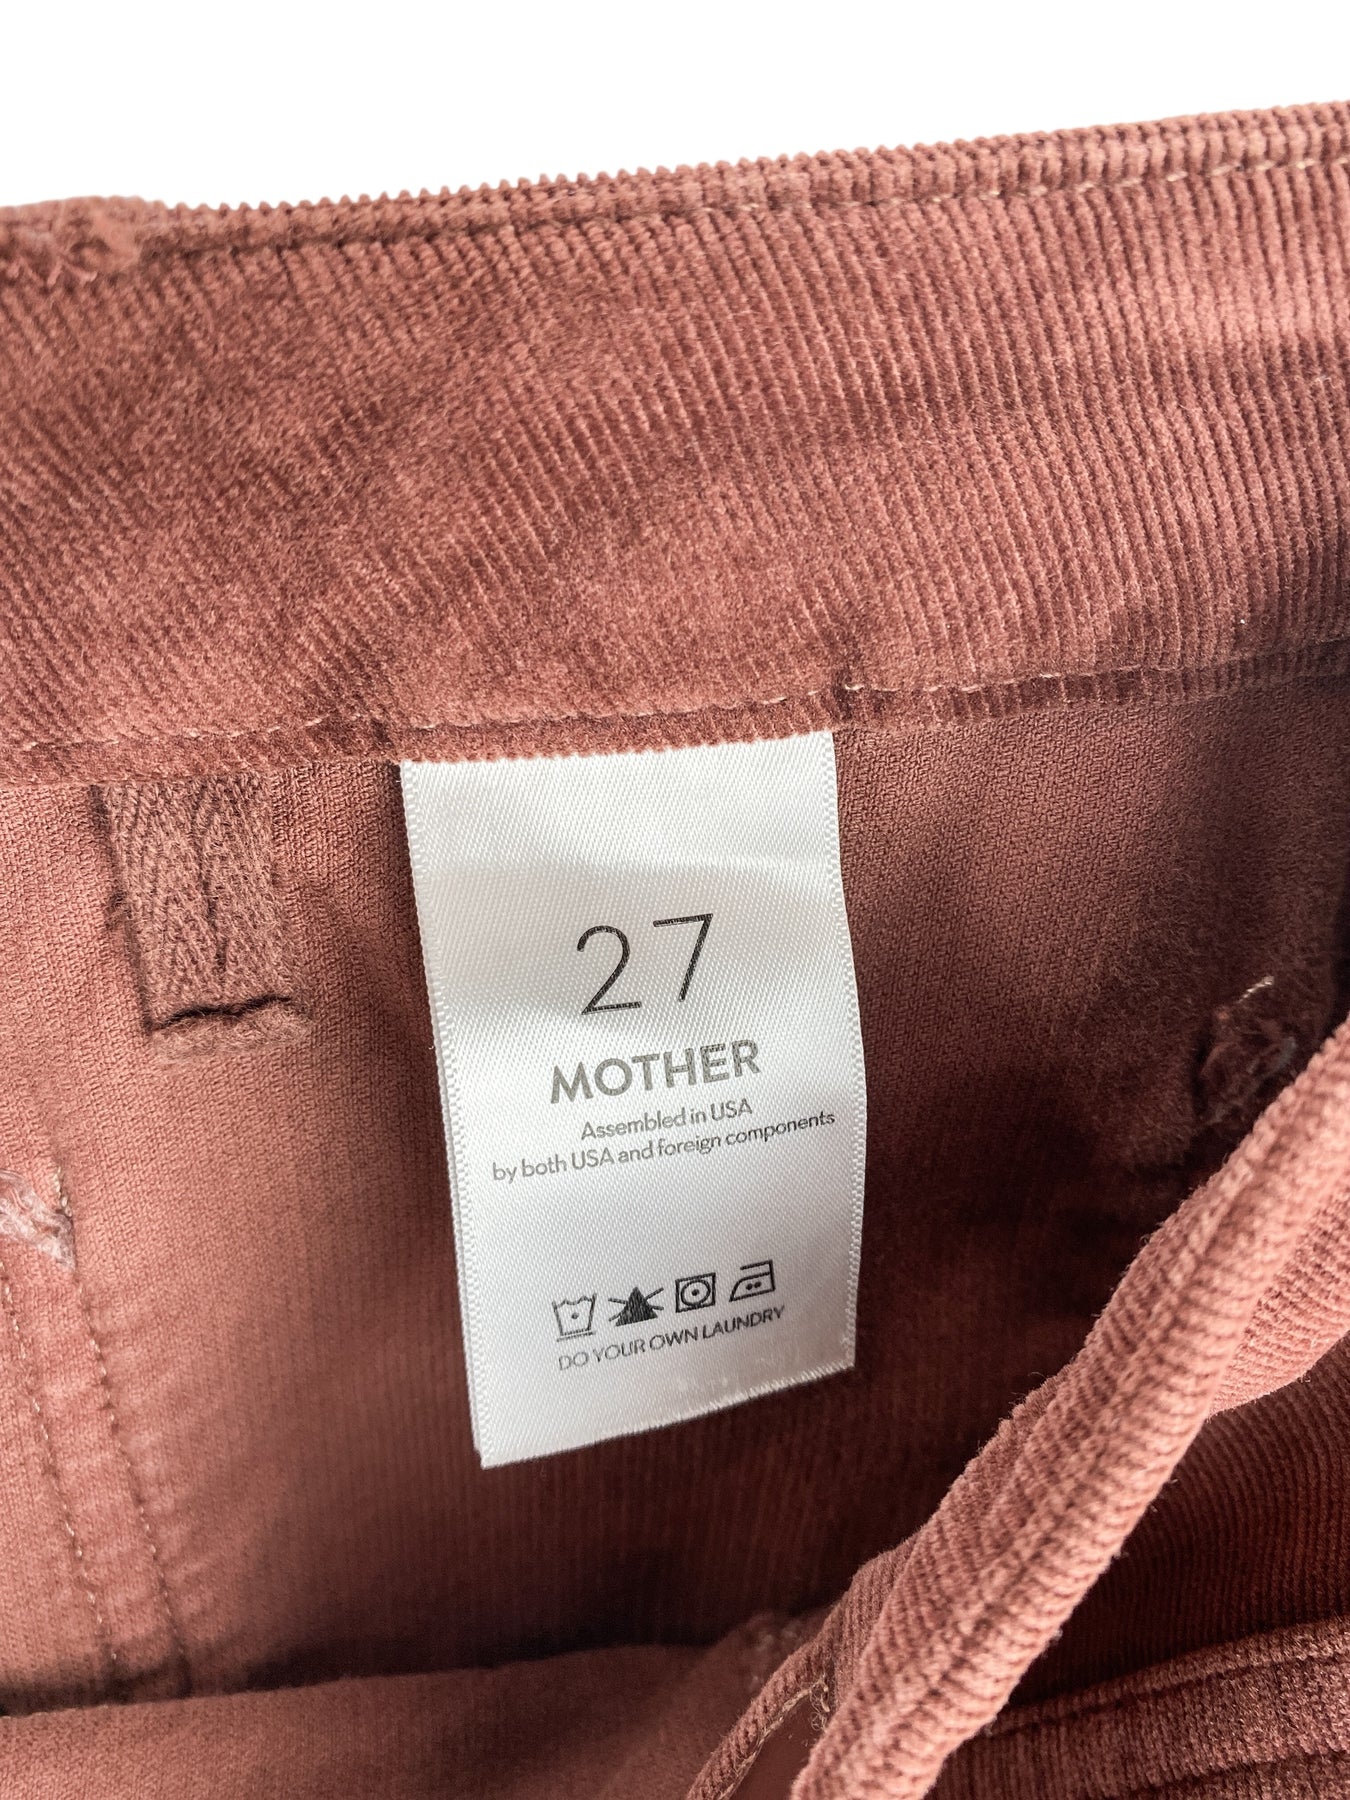 27
MOTHER
Assembled in USA
by both USA and foreign components
DO YOUR OWN LAUNDRY